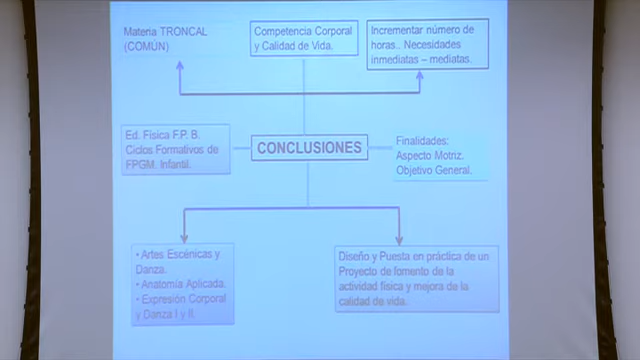 Materia TRONCAL
(COMÚN)
Competencia Corporal
y Calidad de Vida.
Incrementar número de
horas.. Necesidades
inmediatas – mediatas.
Ed. Física F.P. B.
Ciclos Formativos de
FPGM. Infantil.
CONCLUSIONES
Finalidades:
Aspecto Motriz.
Objetivo General.
• Artes Escénicas y
Danza.
• Anatomía Aplicada.
• Expresión Corporal
y Danza I y II.
Diseño y Puesta en práctica de un
Proyecto de fomento de la
actividad física y mejora de la
calidad de vida.